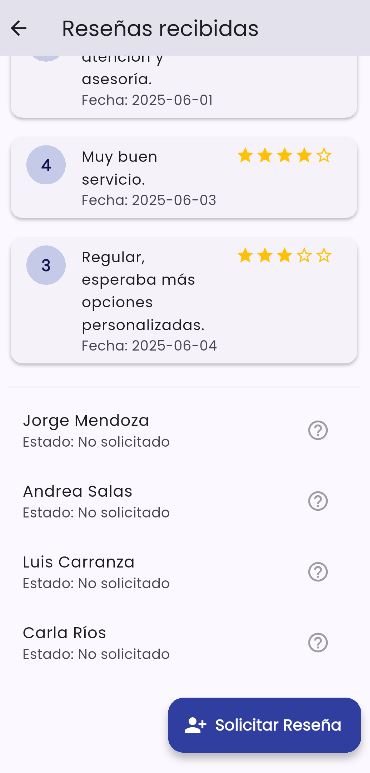 Reseñas recibidas
atención y
asesoría.
Fecha: 2025-06-01
4
Muy buen
servicio.
Fecha: 2025-06-03
3
Regular,
esperaba más
opciones
personalizadas.
Fecha: 2025-06-04
Jorge Mendoza
Estado: No solicitado
Andrea Salas
Estado: No solicitado
Luis Carranza
Estado: No solicitado
Carla Ríos
Estado: No solicitado
Solicitar Reseña